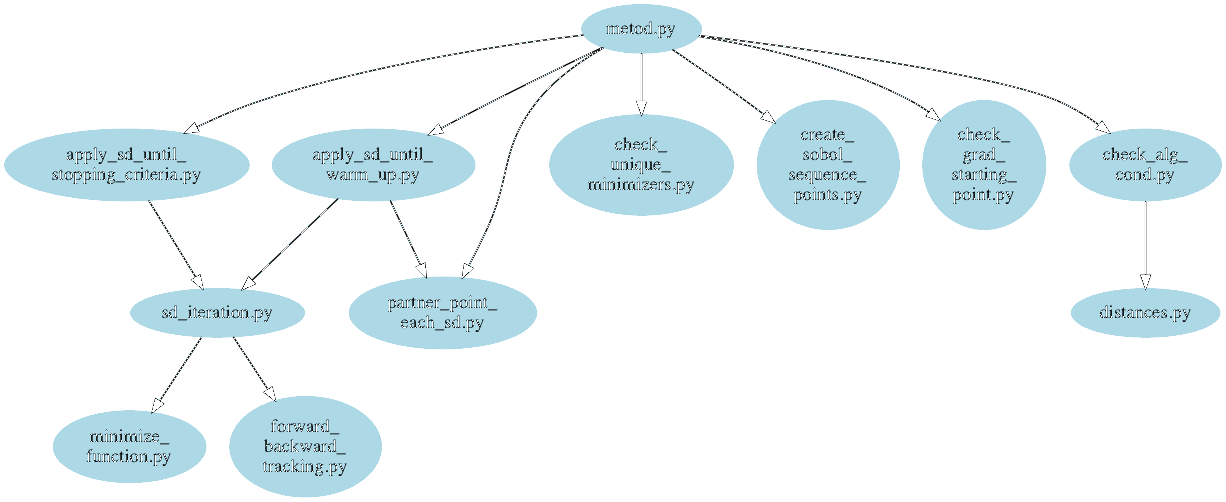 metod.py
apply_sd_until_
stopping_criteria.py
apply_sd_until_
warm_up.py
check_
unique_
minimizers.py
create_
sobol_
sequence_
points.py
check_
grad_
starting_
point.py
check_alg_
cond.py
sd_iteration.py
partner_point_
each_sd.py
distances.py
minimize_
function.py
forward_
backward_
tracking.py